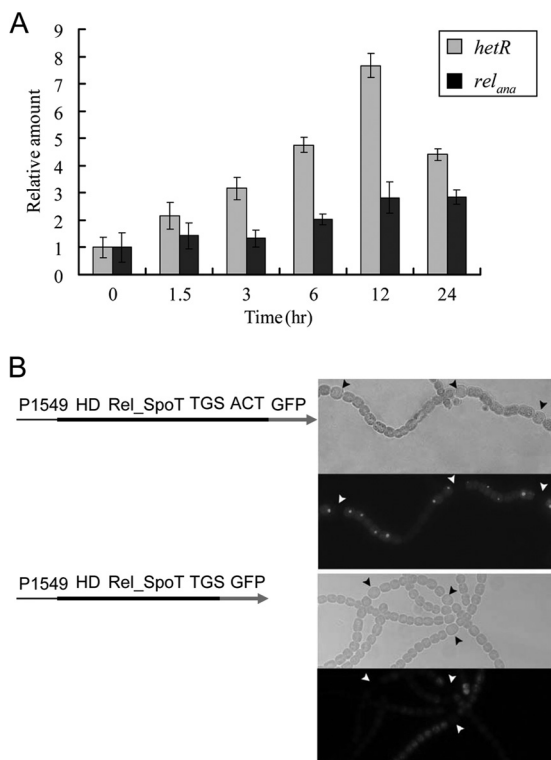 A
hetR
rel_ana
Relative amount
9
8
7
6
5
4
3
2
1
0
0 1.5 3 6 12 24
Time (hr)
B
P1549 HD Rel_SpoT TGS ACT GFP
P1549 HD Rel_SpoT TGS GFP